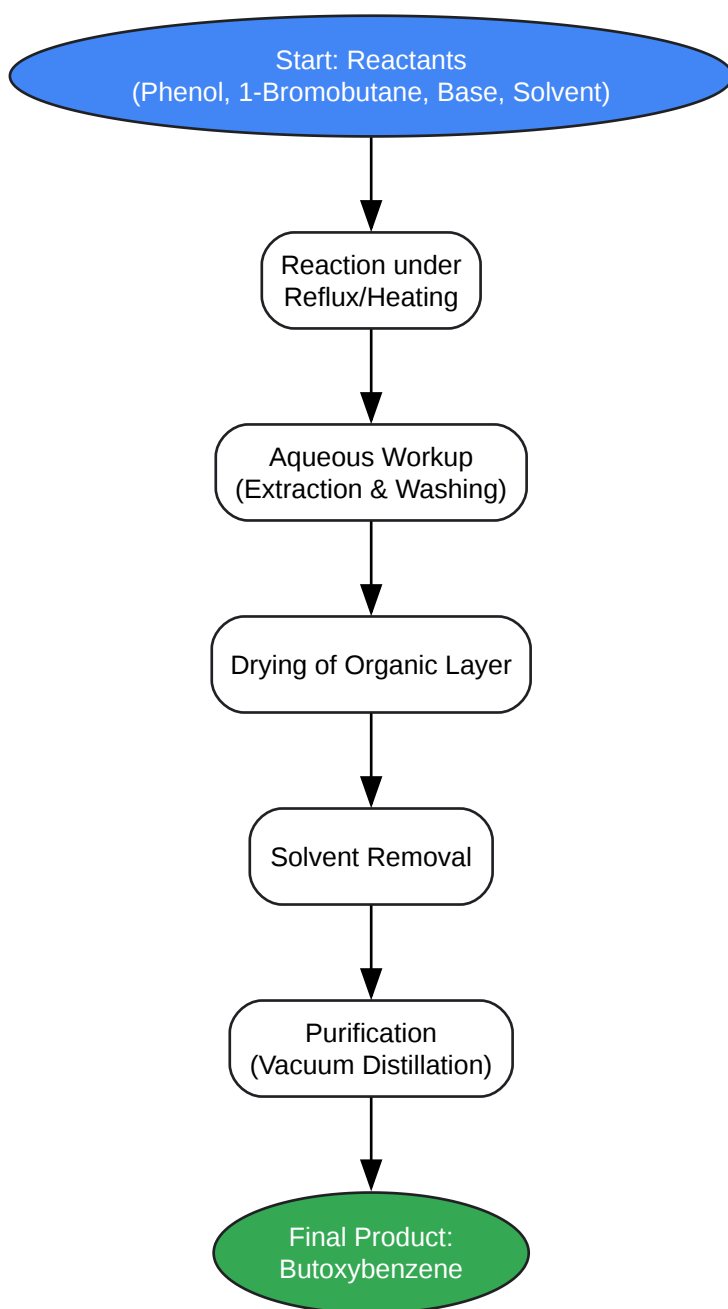 Start: Reactants
(Phenol, 1-Bromobutane, Base, Solvent)
Reaction under
Reflux/Heating
Aqueous Workup
(Extraction & Washing)
Drying of Organic Layer
Solvent Removal
Purification
(Vacuum Distillation)
Final Product:
Butoxybenzene